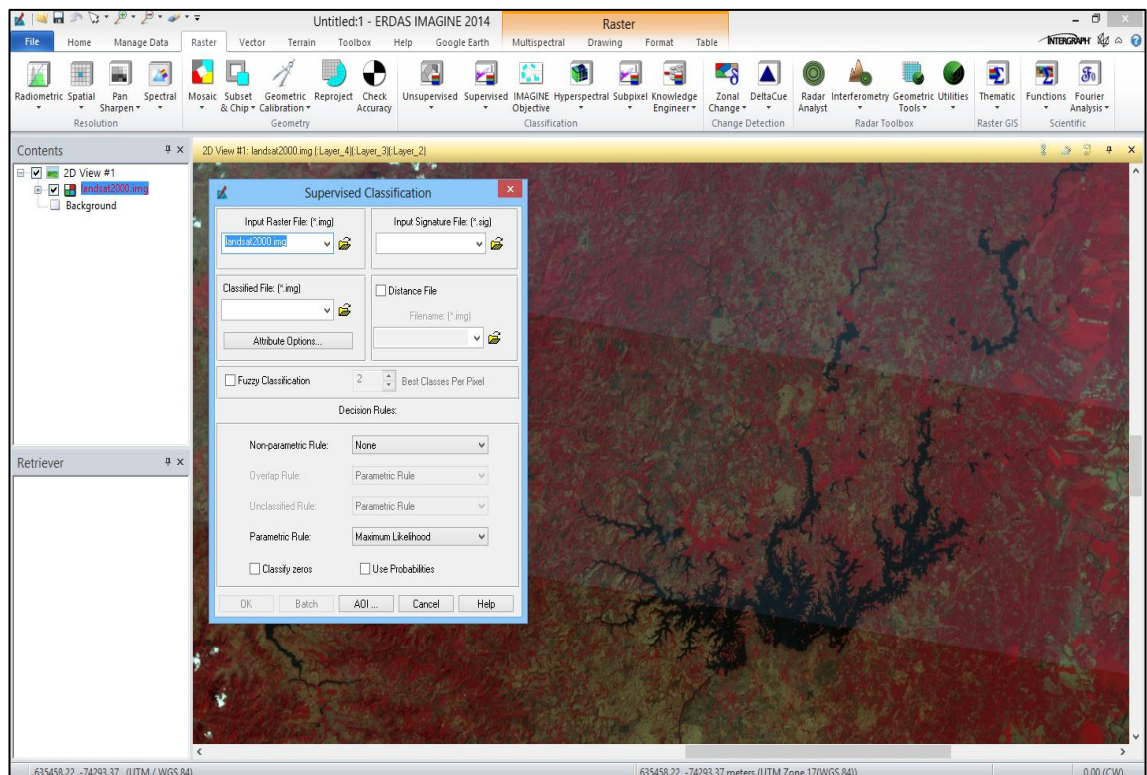 Untitled:1 - ERDAS IMAGINE 2014
Raster
File Home Manage Data Raster Vector Terrain Toolbox Help Google Earth Multispectral Drawing Format Table
INTERGRAPH
Radiometric Spatial Pan Sharpen Spectral Mosaic Subset & Chip Geometric Calibration Reproject Check Accuracy Unsupervised Supervised IMAGINE Objective Hyperspectral Subpixel Knowledge Engineer Zonal Change DeltaCue Radar Analyst Interferometry Geometric Tools Utilities Thematic Functions Fourier Analysis
Resolution Geometry Classification Change Detection Radar Toolbox Raster GIS Scientific
Contents
2D View #1: landsat2000.img (:Layer_4)(:Layer_3)(:Layer_2)
2D View #1
landsat2000.img
Background
Retriever
Supervised Classification
Input Raster File: (*.img)
Input Signature File: (*.sig)
landsat2000.img
Classified File: (*.img)
Distance File
Filename: (*.img)
Attribute Options...
Fuzzy Classification 2 Best Classes Per Pixel
Decision Rules:
Non-parametric Rule: None
Overlap Rule: Parametric Rule
Unclassified Rule: Parametric Rule
Parametric Rule: Maximum Likelihood
Classify zeros Use Probabilities
OK Batch AOI ... Cancel Help
635458.22, -74293.37 (UTM / WGS 84)
635458.22, -74293.37 meters (UTM Zone 17(WGS 84))
0.00 (CW)